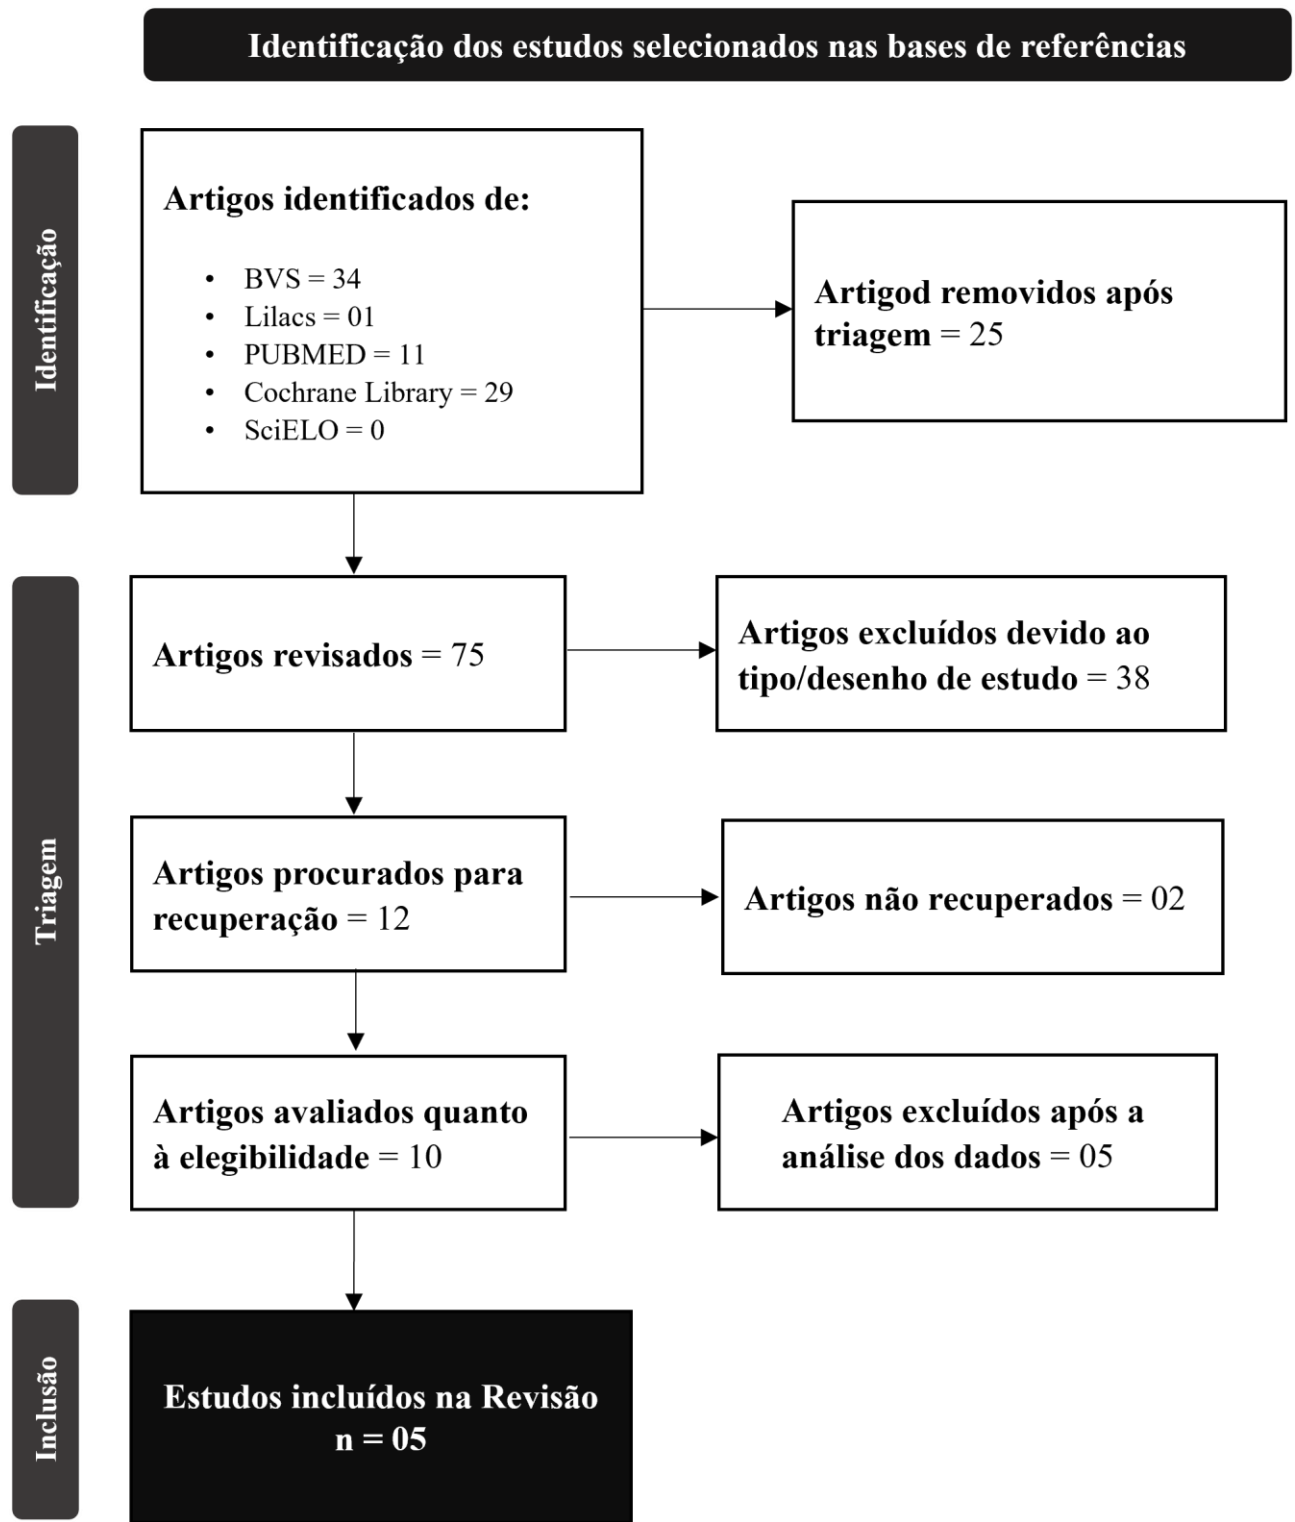 Identificação dos estudos selecionados nas bases de referências
Identificação
Artigos identificados de:
• BVS = 34
• Lilacs = 01
• PUBMED = 11
• Cochrane Library = 29
• SciELO = 0
Artigod removidos após
triagem = 25
Triagem
Artigos revisados = 75
Artigos excluídos devido ao
tipo/desenho de estudo = 38
Artigos procurados para
recuperação = 12
Artigos não recuperados = 02
Artigos avaliados quanto
à elegibilidade = 10
Artigos excluídos após a
análise dos dados = 05
Inclusão
Estudos incluídos na Revisão
n = 05